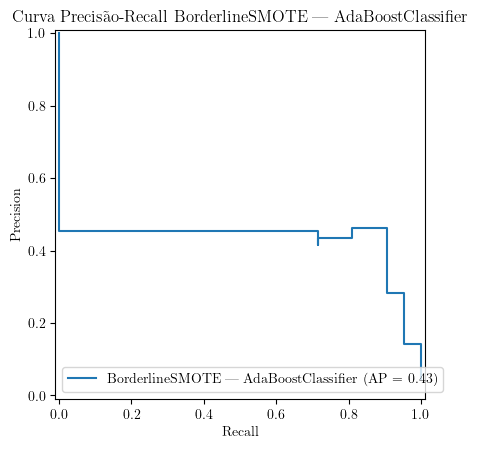 Curva Precisão-Recall BorderlineSMOTE — AdaBoostClassifier
1.0
0.8
0.6
0.4
0.2
0.0
Precision
BorderlineSMOTE — AdaBoostClassifier (AP = 0.43)
0.0 0.2 0.4 0.6 0.8 1.0
Recall